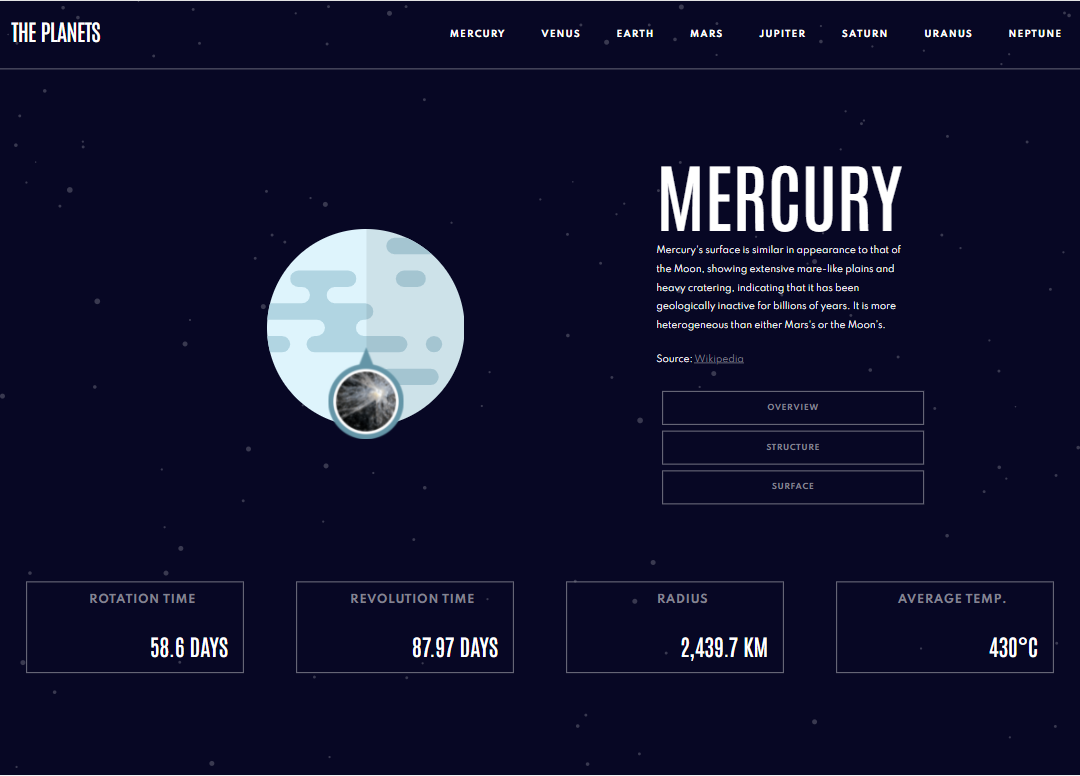 THE PLANETS
MERCURY VENUS EARTH MARS JUPITER SATURN URANUS NEPTUNE
MERCURY
Mercury's surface is similar in appearance to that of
the Moon, showing extensive mare-like plains and
heavy cratering, indicating that it has been
geologically inactive for billions of years. It is more
heterogeneous than either Mars's or the Moon's.
Source: Wikipedia
OVERVIEW
STRUCTURE
SURFACE
ROTATION TIME
58.6 DAYS
REVOLUTION TIME
87.97 DAYS
RADIUS
2,439.7 KM
AVERAGE TEMP.
430°C